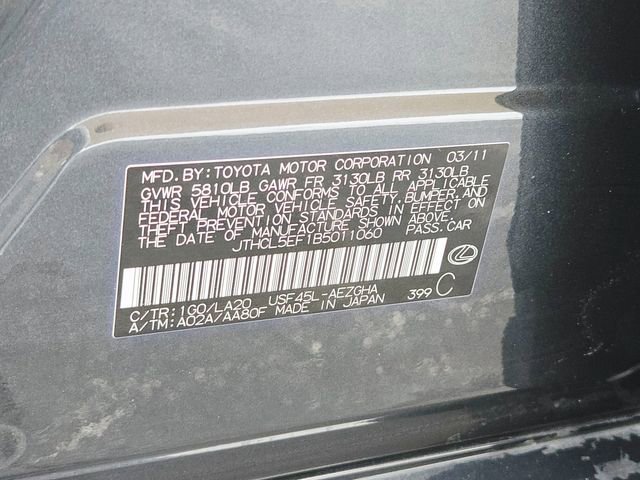 MFD. BY: TOYOTA MOTOR CORPORATION 03/11
GVWR 5810LB GAWR FR 3130LB RR 3130LB
THIS VEHICLE CONFORMS TO ALL APPLICABLE
FEDERAL MOTOR VEHICLE SAFETY, BUMPER, AND
THEFT PREVENTION STANDARDS IN EFFECT ON
THE DATE OF MANUFACTURE SHOWN ABOVE.
JTHCL5EF1B5011060 PASS. CAR
C/TR: 1G0/LA20 USF45L-AEZGHA
A/TM: A02A/AA80F MADE IN JAPAN 399 C